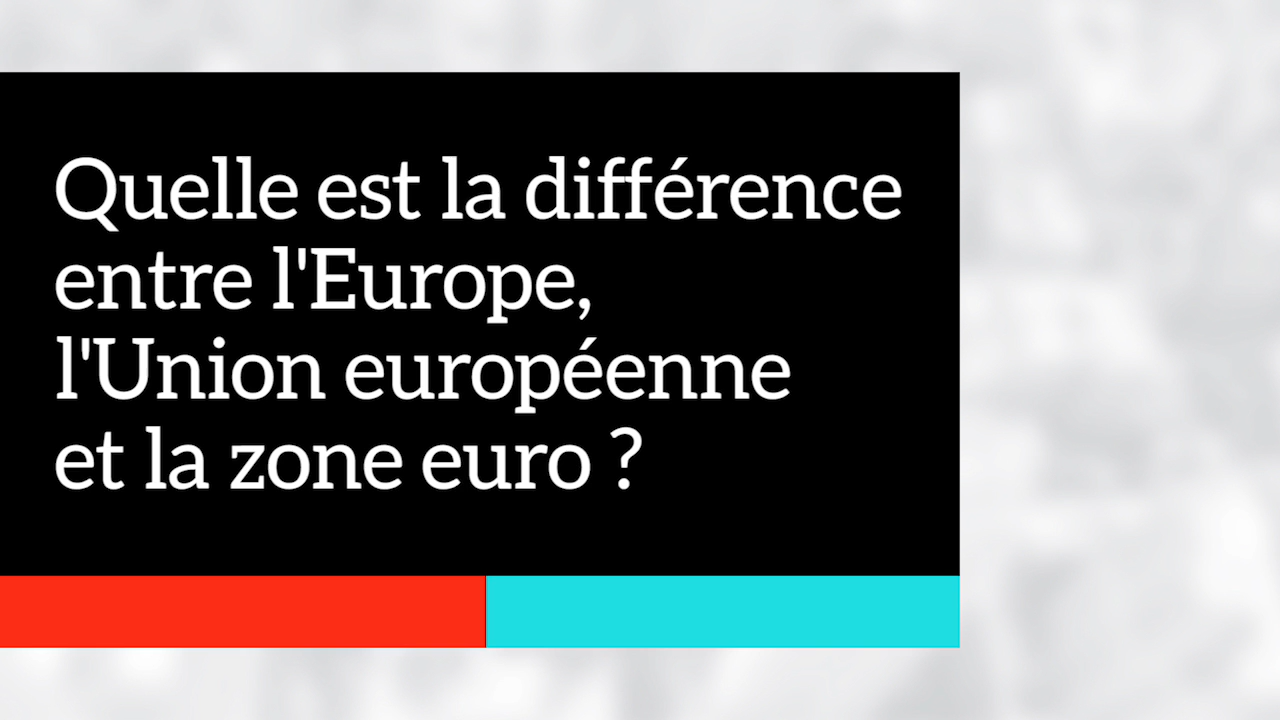 Quelle est la différence
entre l'Europe,
l'Union européenne
et la zone euro ?